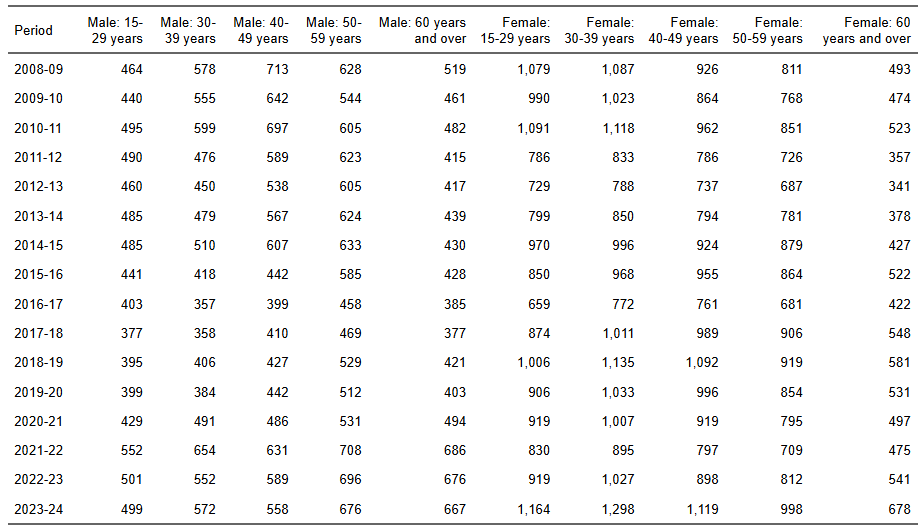 Period Male: 15-29 years Male: 30-39 years Male: 40-49 years Male: 50-59 years Male: 60 years and over Female: 15-29 years Female: 30-39 years Female: 40-49 years Female: 50-59 years Female: 60 years and over
2008-09 464 578 713 628 519 1,079 1,087 926 811 493
2009-10 440 555 642 544 461 990 1,023 864 768 474
2010-11 495 599 697 605 482 1,091 1,118 962 851 523
2011-12 490 476 589 623 415 786 833 786 726 357
2012-13 460 450 538 605 417 729 788 737 687 341
2013-14 485 479 567 624 439 799 850 794 781 378
2014-15 485 510 607 633 430 970 996 924 879 427
2015-16 441 418 442 585 428 850 968 955 864 522
2016-17 403 357 399 458 385 659 772 761 681 422
2017-18 377 358 410 469 377 874 1,011 989 906 548
2018-19 395 406 427 529 421 1,006 1,135 1,092 919 581
2019-20 399 384 442 512 403 906 1,033 996 854 531
2020-21 429 491 486 531 494 919 1,007 919 795 497
2021-22 552 654 631 708 686 830 895 797 709 475
2022-23 501 552 589 696 676 919 1,027 898 812 541
2023-24 499 572 558 676 667 1,164 1,298 1,119 998 678